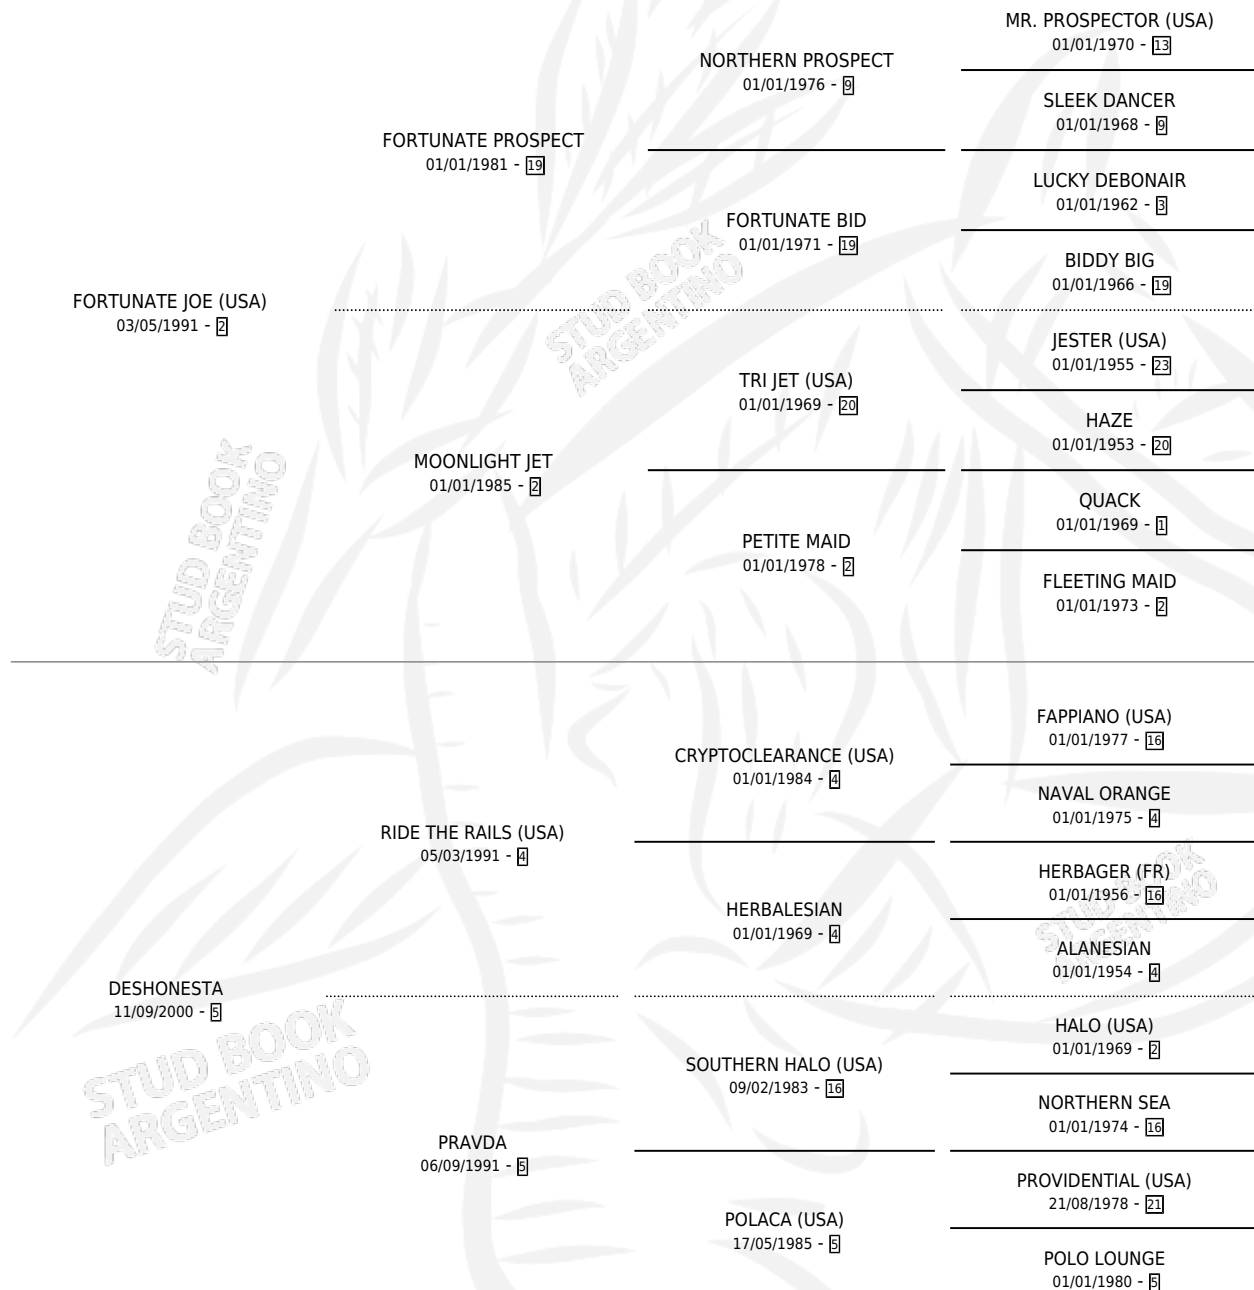 MR. PROSPECTOR (USA)
01/01/1970 - 13
NORTHERN PROSPECT
01/01/1976 - 9
SLEEK DANCER
01/01/1968 - 9
FORTUNATE PROSPECT
01/01/1981 - 19
LUCKY DEBONAIR
01/01/1962 - 3
FORTUNATE BID
01/01/1971 - 19
BIDDY BIG
01/01/1966 - 19
FORTUNATE JOE (USA)
03/05/1991 - 2
STUD BOOK
ARGENTINO
JESTER (USA)
01/01/1955 - 23
TRI JET (USA)
01/01/1969 - 20
HAZE
01/01/1953 - 20
MOONLIGHT JET
01/01/1985 - 2
QUACK
01/01/1969 - 1
PETITE MAID
01/01/1978 - 2
FLEETING MAID
01/01/1973 - 2
STUD BOOK
ARGENTINO
FAPPIANO (USA)
01/01/1977 - 16
CRYPTOCLEARANCE (USA)
01/01/1984 - 4
NAVAL ORANGE
01/01/1975 - 4
RIDE THE RAILS (USA)
05/03/1991 - 4
HERBAGER (FR)
01/01/1956 - 16
HERBALESIAN
01/01/1969 - 4
STUD BOOK
ARGENTINO
ALANESIAN
01/01/1954 - 4
DESHONESTA
11/09/2000 - 5
HALO (USA)
01/01/1969 - 2
SOUTHERN HALO (USA)
09/02/1983 - 16
STUD BOOK
ARGENTINO
NORTHERN SEA
01/01/1974 - 16
PRAVDA
06/09/1991 - 5
PROVIDENTIAL (USA)
21/08/1978 - 21
POLACA (USA)
17/05/1985 - 5
POLO LOUNGE
01/01/1980 - 5